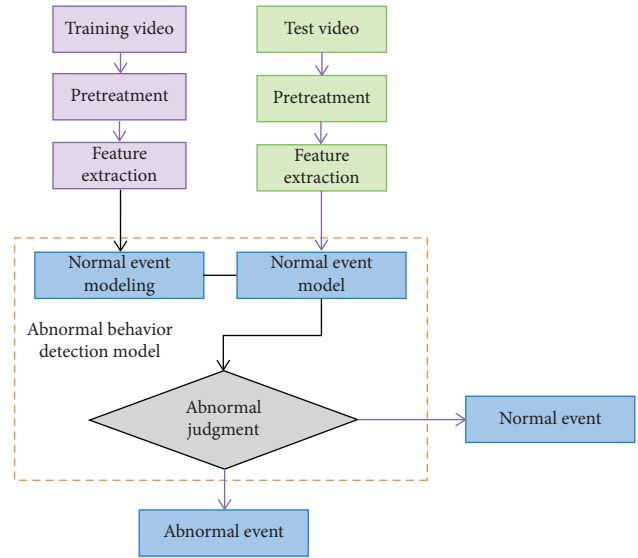 Training video
Test video
Pretreatment
Pretreatment
Feature
extraction
Feature
extraction
Normal event
modeling
Normal event
model
Abnormal behavior
detection model
Abnormal
judgment
Normal event
Abnormal event